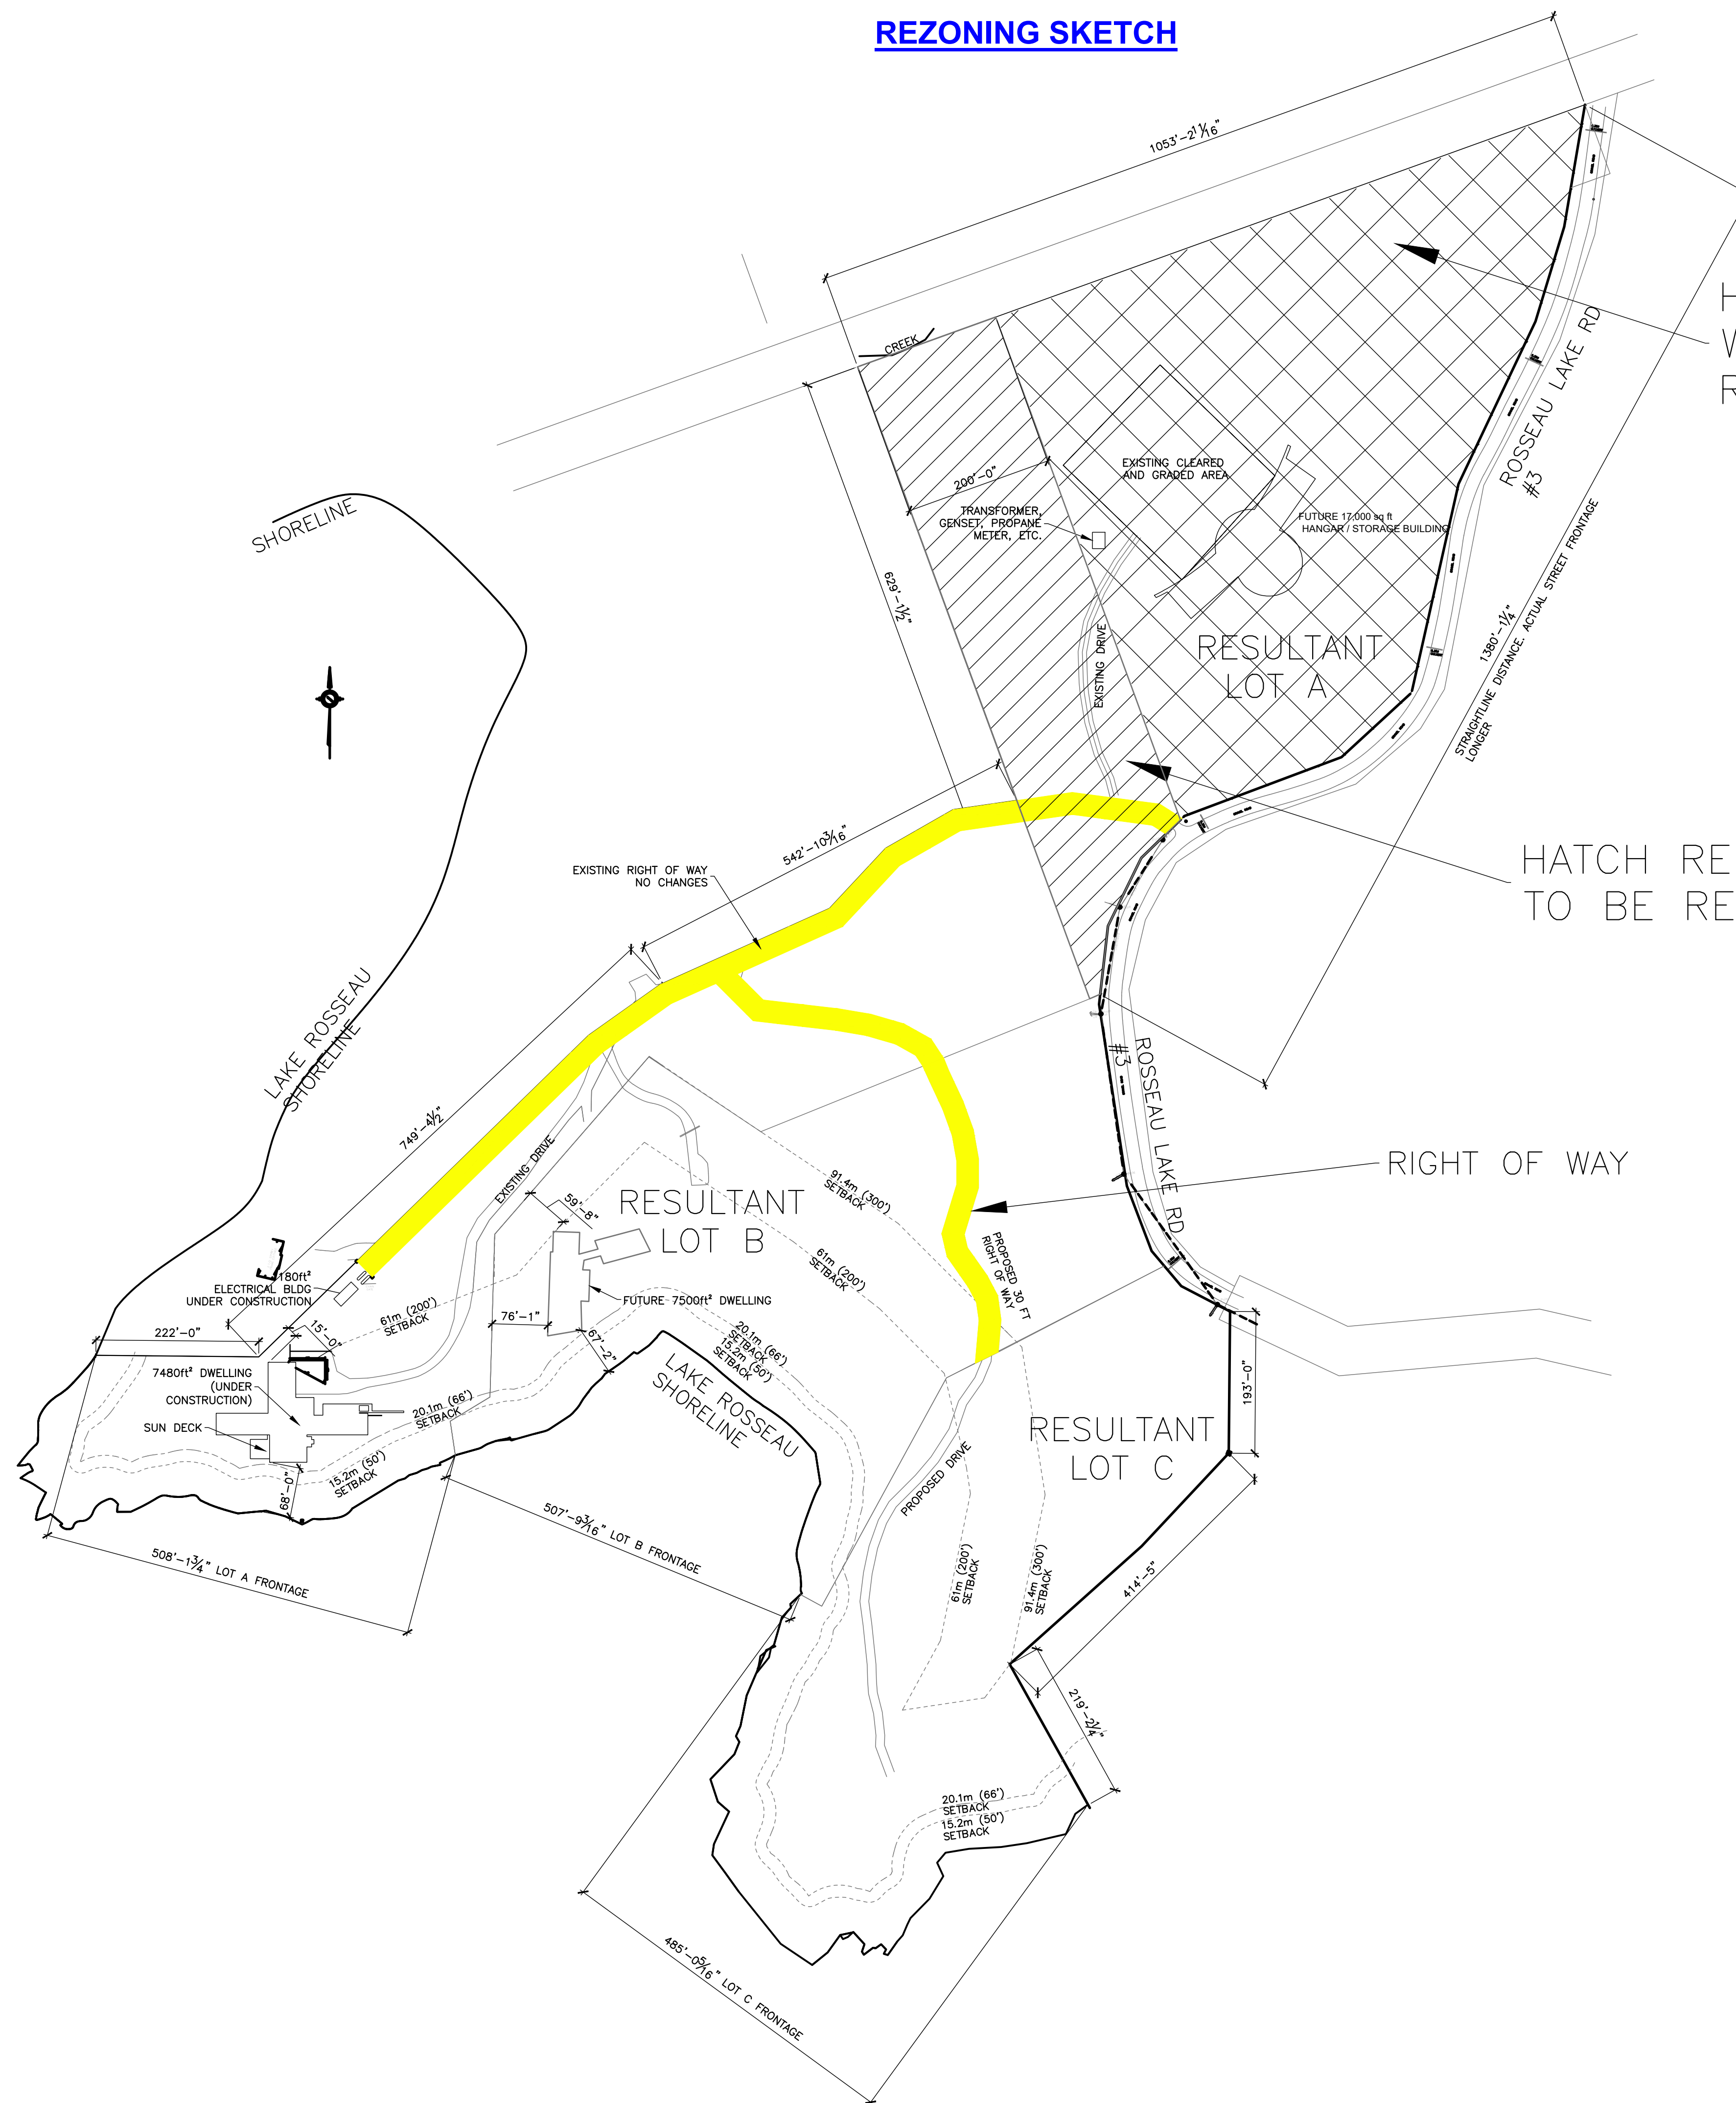 REZONING SKETCH
1053'-2 11/16"
H
W
R
CREEK
ROSSEAU LAKE RD
#3
EXISTING CLEARED
AND GRADED AREA
200'-0"
TRANSFORMER,
GENSET, PROPANE
METER, ETC.
FUTURE 17,000 sq ft
HANGAR / STORAGE BUILDING
SHORELINE
629'-1 1/2"
EXISTING DRIVE
RESULTANT
LOT A
1380'-1 1/4"
STRAIGHTLINE DISTANCE. ACTUAL STREET FRONTAGE
LONGER
542'-10 3/16"
EXISTING RIGHT OF WAY
NO CHANGES
HATCH RE
TO BE RE
LAKE ROSSEAU
SHORELINE
749'-4 1/2"
ROSSEAU LAKE RD
#3
EXISTING DRIVE
91.4m (300')
SETBACK
RIGHT OF WAY
59'-8"
RESULTANT
LOT B
61m (200')
SETBACK
PROPOSED 30 FT
RIGHT OF WAY
180ft²
ELECTRICAL BLDG
UNDER CONSTRUCTION
61m (200')
SETBACK
FUTURE 7500ft² DWELLING
222'-0"
15'-0"
76'-1"
67'-2"
20.1m (66')
SETBACK
15.2m (50')
SETBACK
7480ft² DWELLING
(UNDER
CONSTRUCTION)
SUN DECK
LAKE ROSSEAU
SHORELINE
193'-0"
20.1m (66')
SETBACK
15.2m (50')
SETBACK
68'-0"
RESULTANT
LOT C
PROPOSED DRIVE
507'-9 3/16" LOT B FRONTAGE
508'-1 3/4" LOT A FRONTAGE
61m (200')
SETBACK
91.4m (300')
SETBACK
414'-5"
219'-2 1/4"
20.1m (66')
SETBACK
15.2m (50')
SETBACK
485'-0 5/16" LOT C FRONTAGE